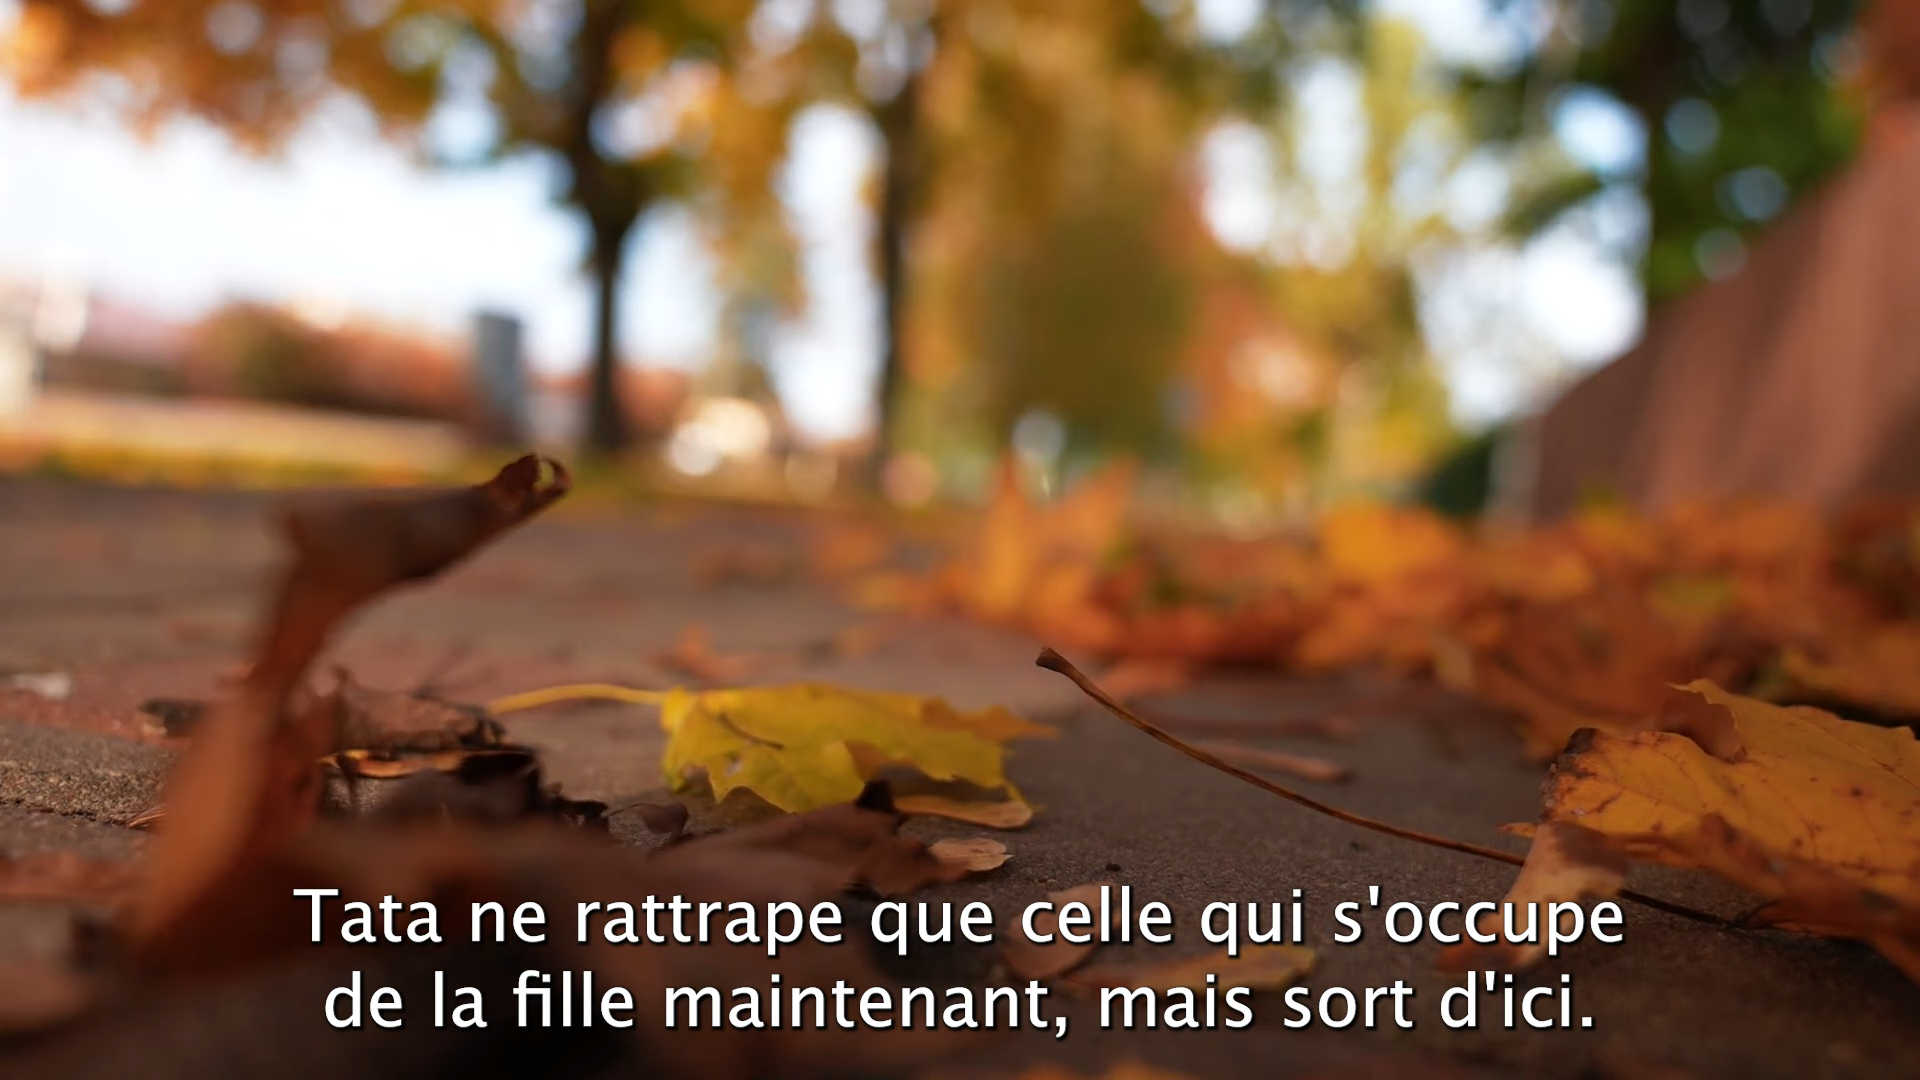 Tata ne rattrape que celle qui s'occupe
de la fille maintenant, mais sort d'ici.